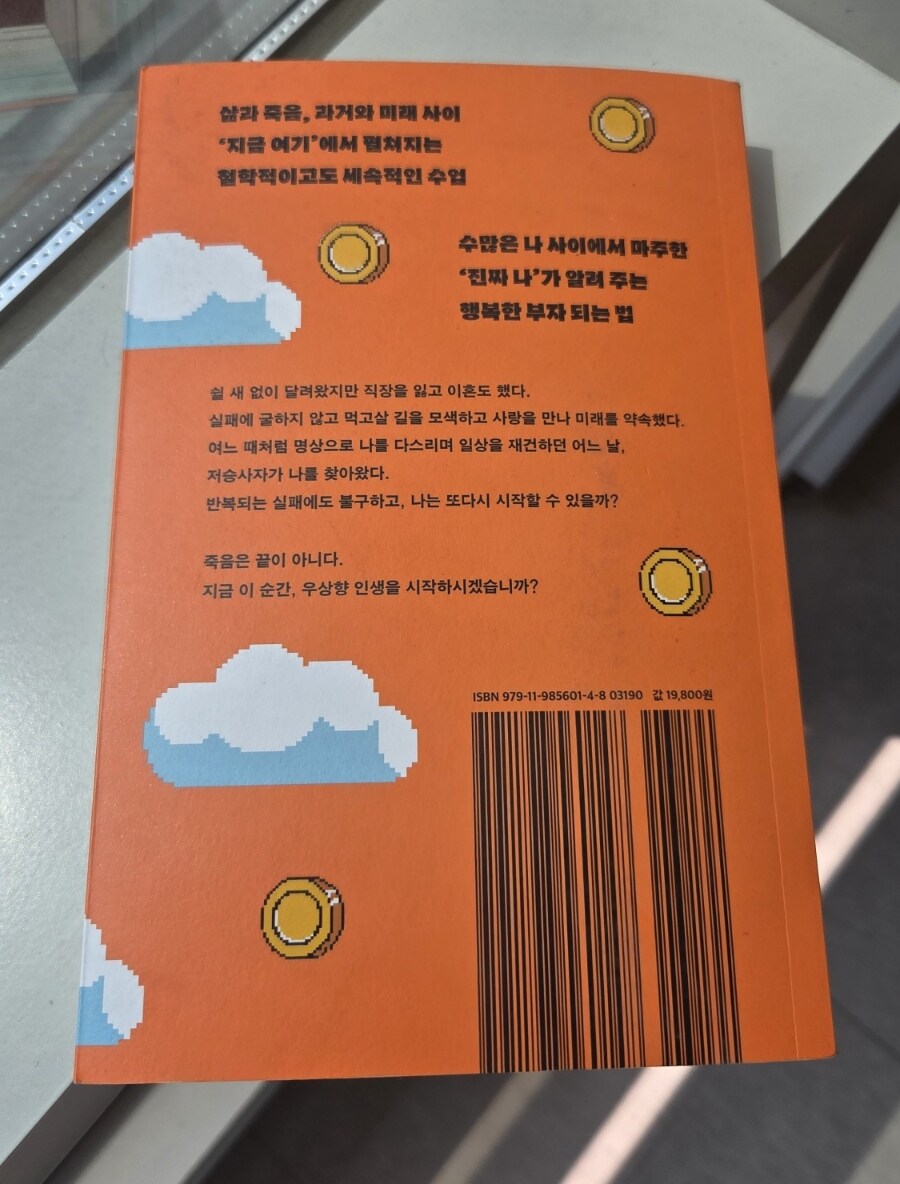 삶과 죽음, 과거와 미래 사이
‘지금 여기’에서 펼쳐지는
철학적이고도 세속적인 수업
수많은 나 사이에서 마주한
‘진짜 나’가 알려 주는
행복한 부자 되는 법
쉴 새 없이 달려왔지만 직장을 잃고 이혼도 했다.
실패에 굴하지 않고 먹고살 길을 모색하고 사랑을 만나 미래를 약속했다.
여느 때처럼 명상으로 나를 다스리며 일상을 재건하던 어느 날,
저승사자가 나를 찾아왔다.
반복되는 실패에도 불구하고, 나는 또다시 시작할 수 있을까?
죽음은 끝이 아니다.
지금 이 순간, 우상향 인생을 시작하시겠습니까?
ISBN 979-11-985601-4-8 03190 값 19,800원